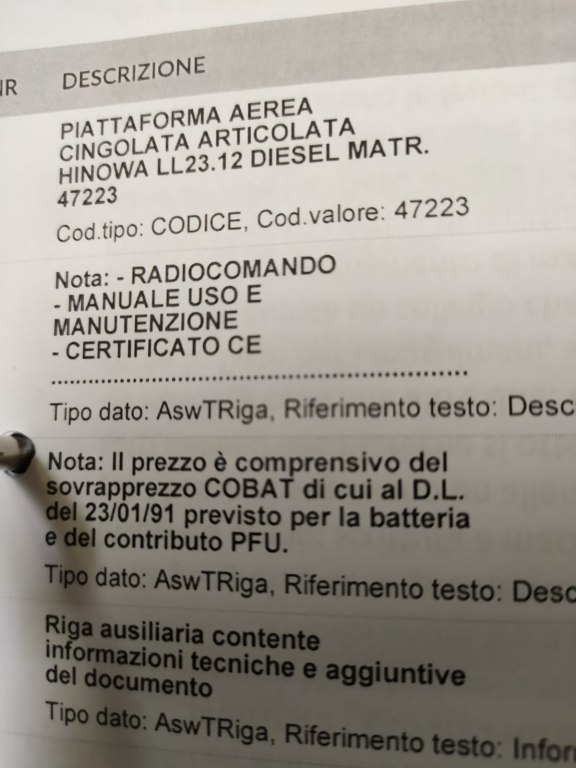 NR DESCRIZIONE
PIATTAFORMA AEREA
CINGOLATA ARTICOLATA
HINOWA LL23.12 DIESEL MATR.
47223
Cod.tipo: CODICE, Cod.valore: 47223
Nota: - RADIOCOMANDO
- MANUALE USO E
MANUTENZIONE
- CERTIFICATO CE
................................................................
Tipo dato: AswTRiga, Riferimento testo: Desc
Nota: Il prezzo è comprensivo del
sovrapprezzo COBAT di cui al D.L.
del 23/01/91 previsto per la batteria
e del contributo PFU.
Tipo dato: AswTRiga, Riferimento testo: Desc
Riga ausiliaria contente
informazioni tecniche e aggiuntive
del documento
Tipo dato: AswTRiga, Riferimento testo: Inform